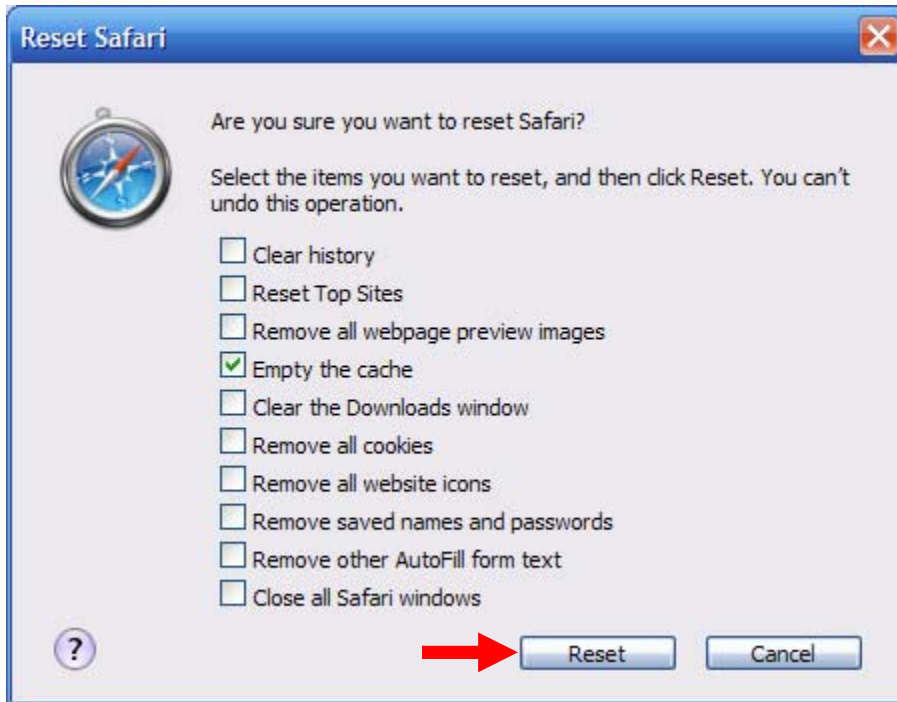 Reset Safari
Are you sure you want to reset Safari?
Select the items you want to reset, and then click Reset. You can't
undo this operation.
Clear history
Reset Top Sites
Remove all webpage preview images
Empty the cache
Clear the Downloads window
Remove all cookies
Remove all website icons
Remove saved names and passwords
Remove other AutoFill form text
Close all Safari windows
? Reset Cancel